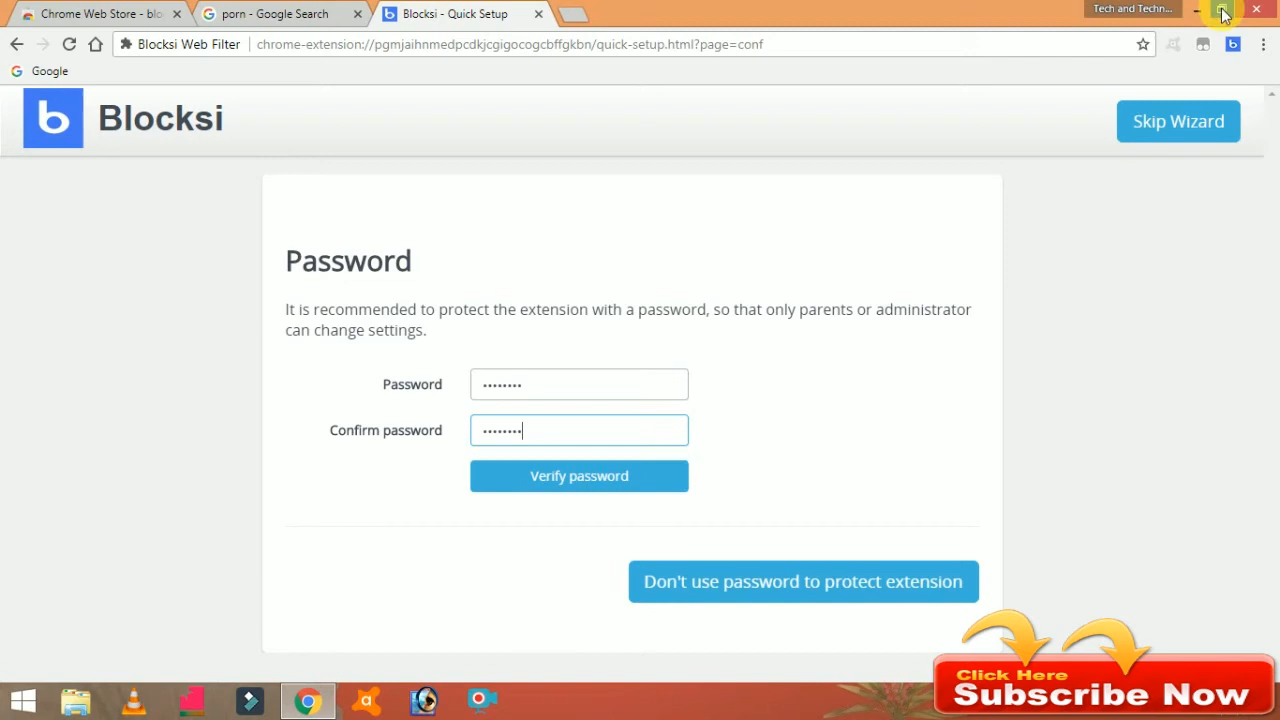 Chrome Web Store - blo
porn - Google Search
Blocksi - Quick Setup
Tech and Techn...
Blocksi Web Filter
chrome-extension://pgmjaihnmedpcdkjcgigocogcbffgkbn/quick-setup.html?page=conf
Google
b Blocksi
Skip Wizard
Password
It is recommended to protect the extension with a password, so that only parents or administrator
can change settings.
Password ••••••••
Confirm password ••••••••
Verify password
Don't use password to protect extension
Click Here
Subscribe Now